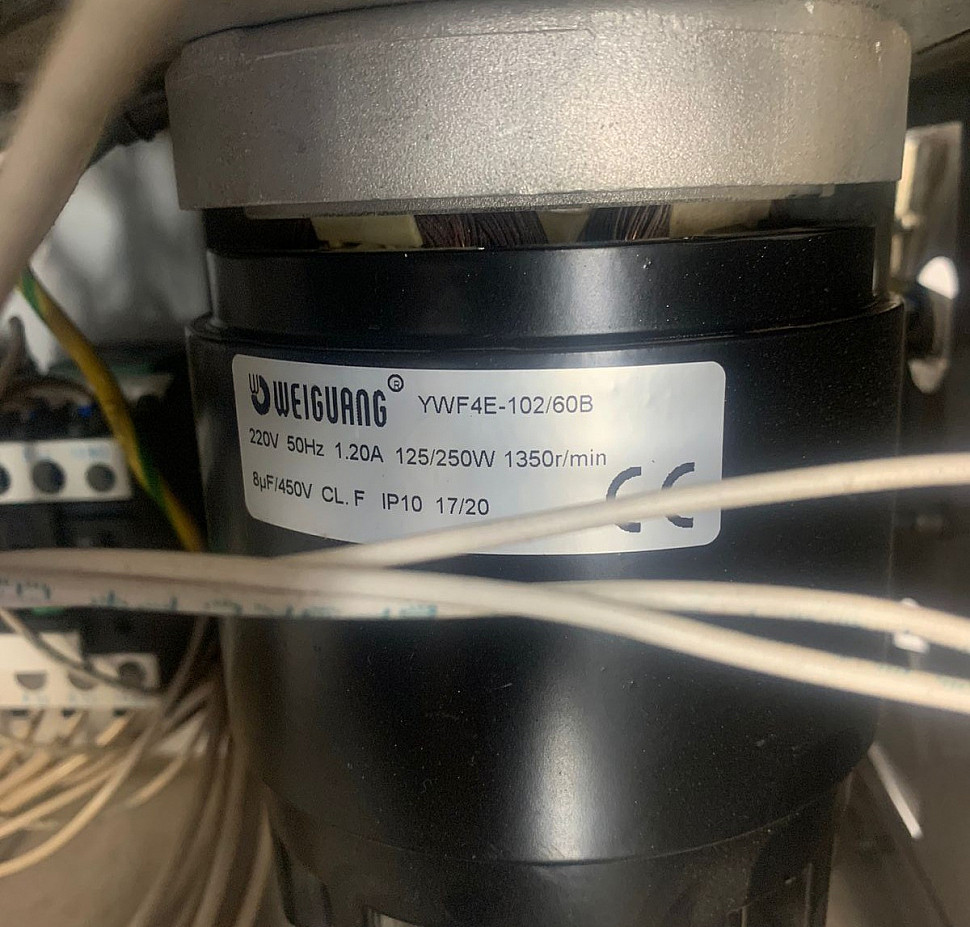 WEIGUANG® YWF4E-102/60B
220V 50Hz 1.20A 125/250W 1350r/min
8µF/450V CL. F IP10 17/20
CE